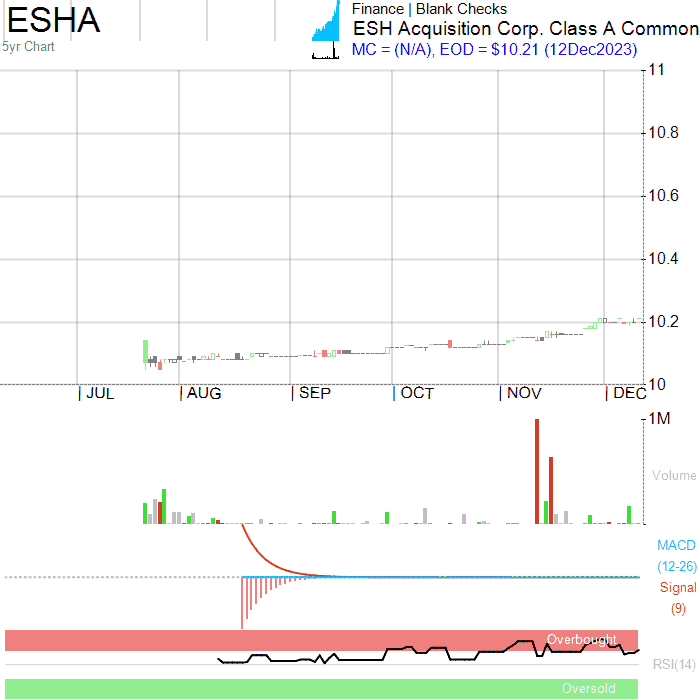 ESHA
5yr Chart
Finance | Blank Checks
ESH Acquisition Corp. Class A Common
MC = (N/A), EOD = $10.21 (12Dec2023)
11
10.8
10.6
10.4
10.2
10
| JUL | AUG | SEP | OCT | NOV | DEC
1M
Volume
MACD
(12-26)
Signal
(9)
Overbought
RSI(14)
Oversold